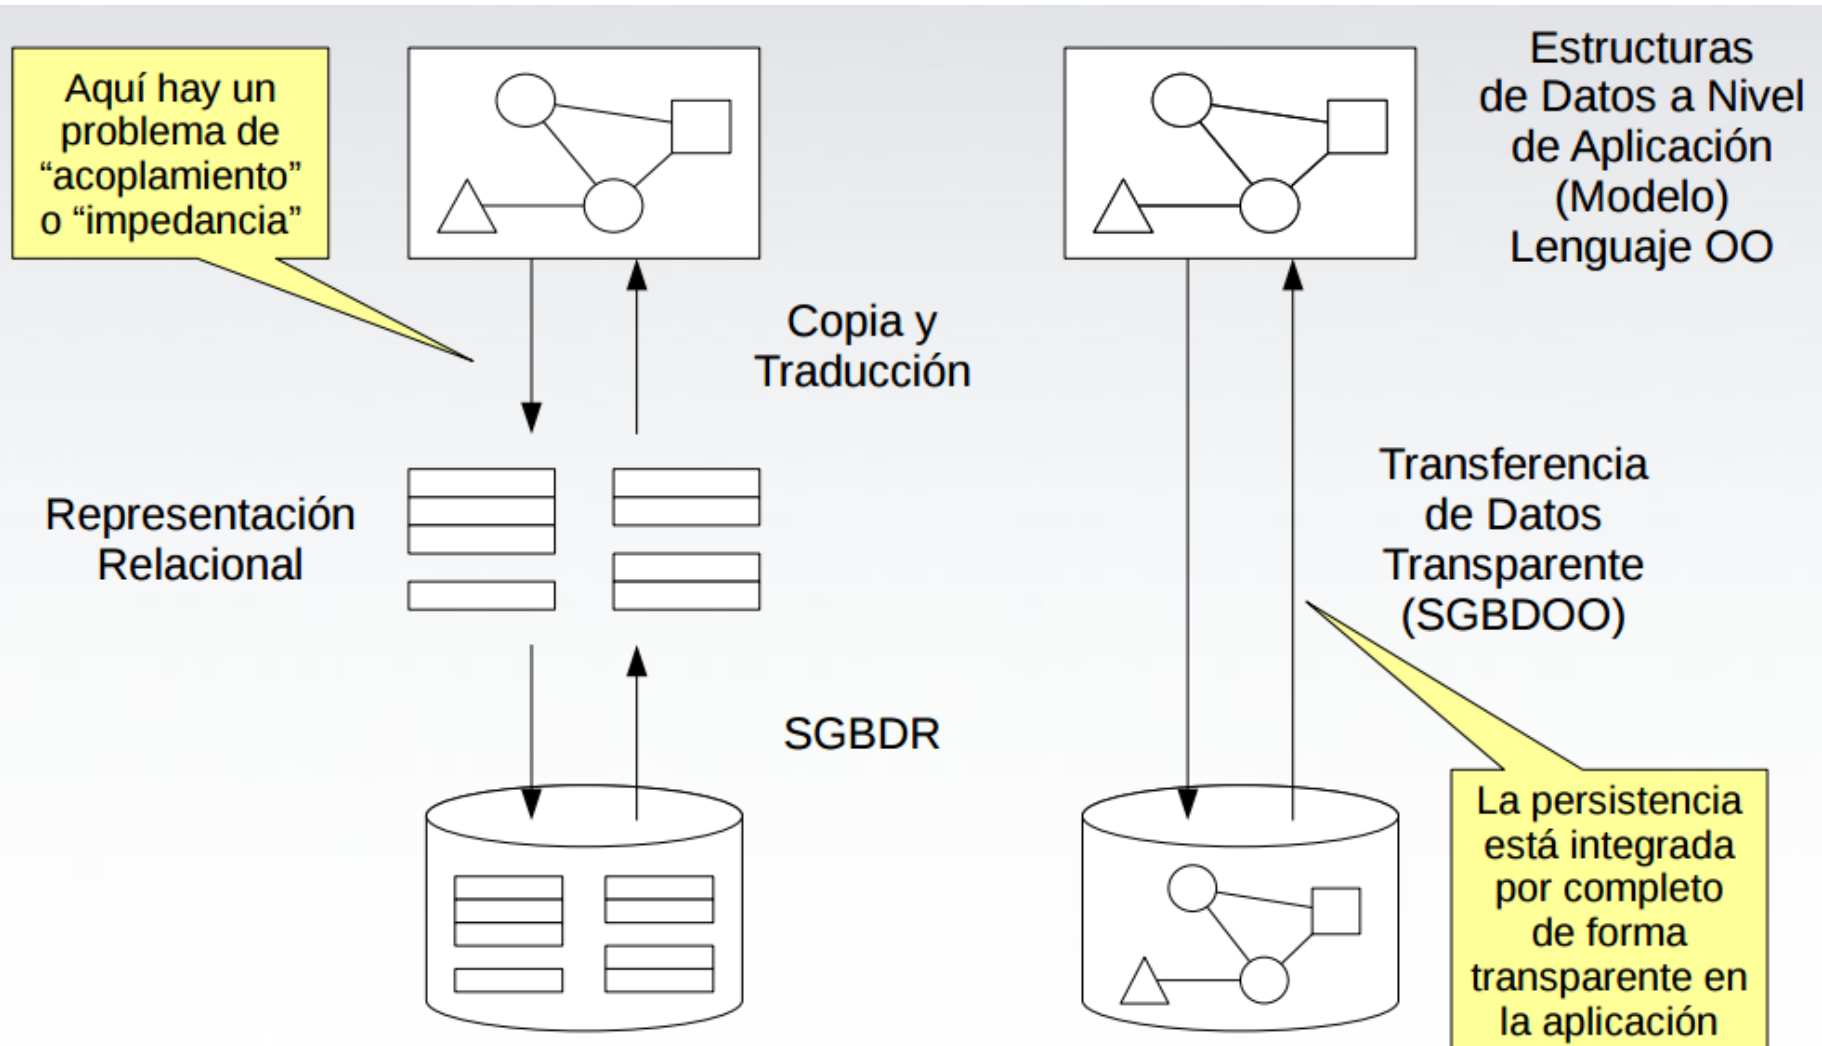 Aquí hay un
problema de
“acoplamiento”
o “impedancia”
Estructuras
de Datos a Nivel
de Aplicación
(Modelo)
Lenguaje OO
Copia y
Traducción
Representación
Relacional
Transferencia
de Datos
Transparente
(SGBDOO)
SGBDR
La persistencia
está integrada
por completo
de forma
transparente en
la aplicación